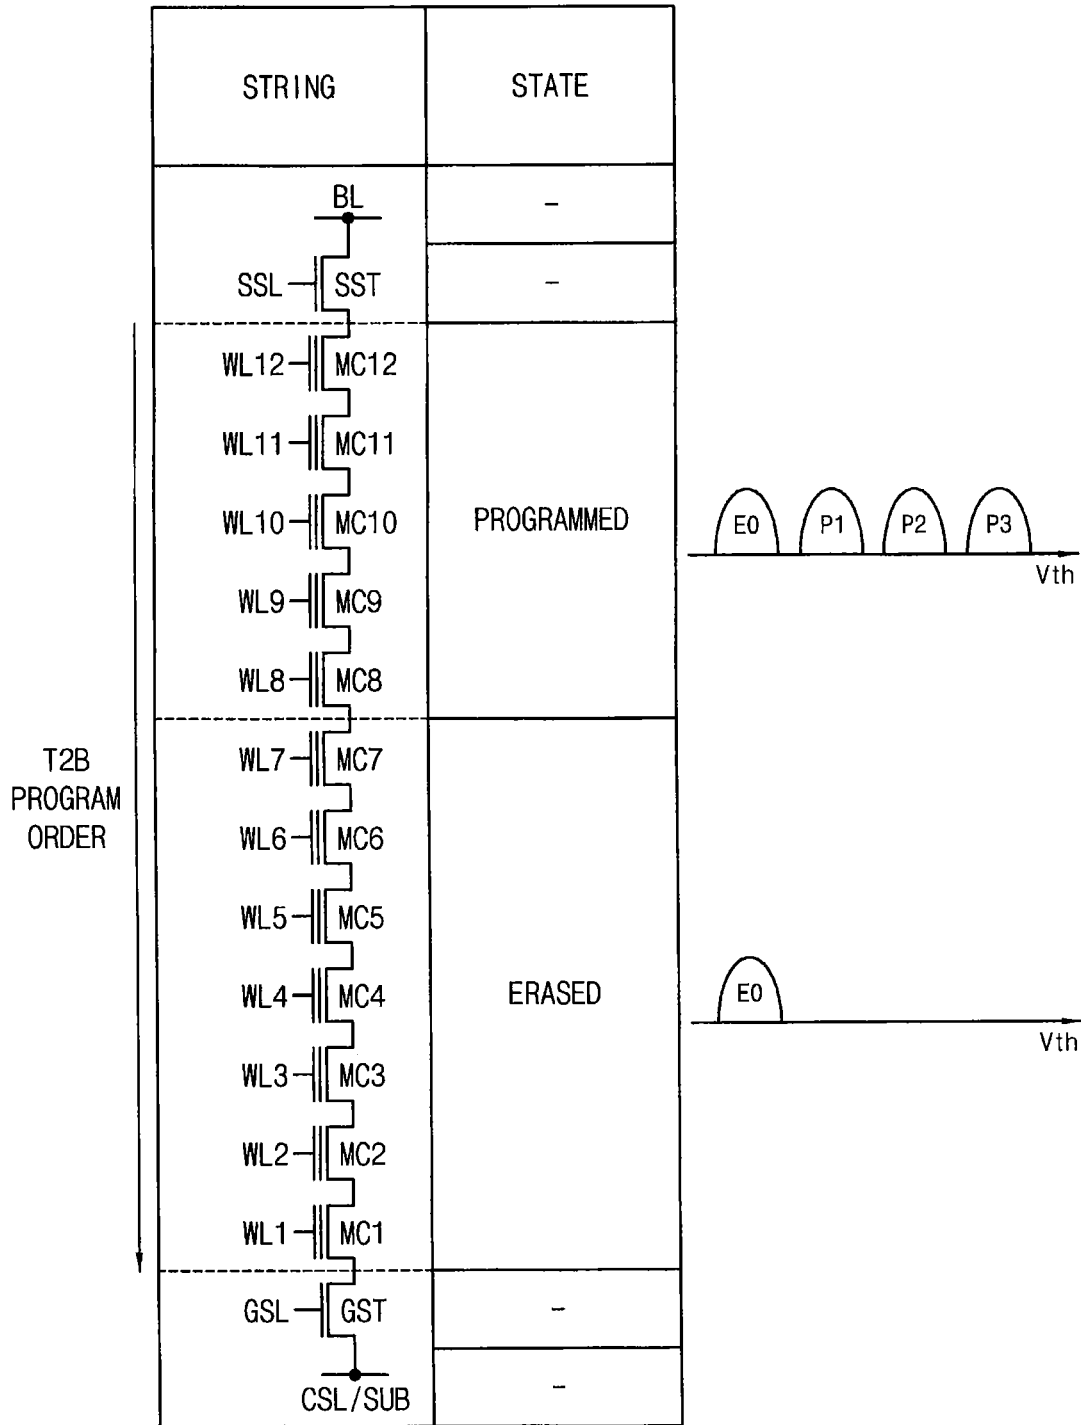 STRING STATE
BL -
SSL SST -
WL12 MC12
WL11 MC11
WL10 MC10 PROGRAMMED
E0 P1 P2 P3
Vth
WL9 MC9
WL8 MC8
WL7 MC7
T2B
PROGRAM
ORDER
WL6 MC6
WL5 MC5
WL4 MC4 ERASED
E0
Vth
WL3 MC3
WL2 MC2
WL1 MC1
GSL GST -
CSL/SUB -